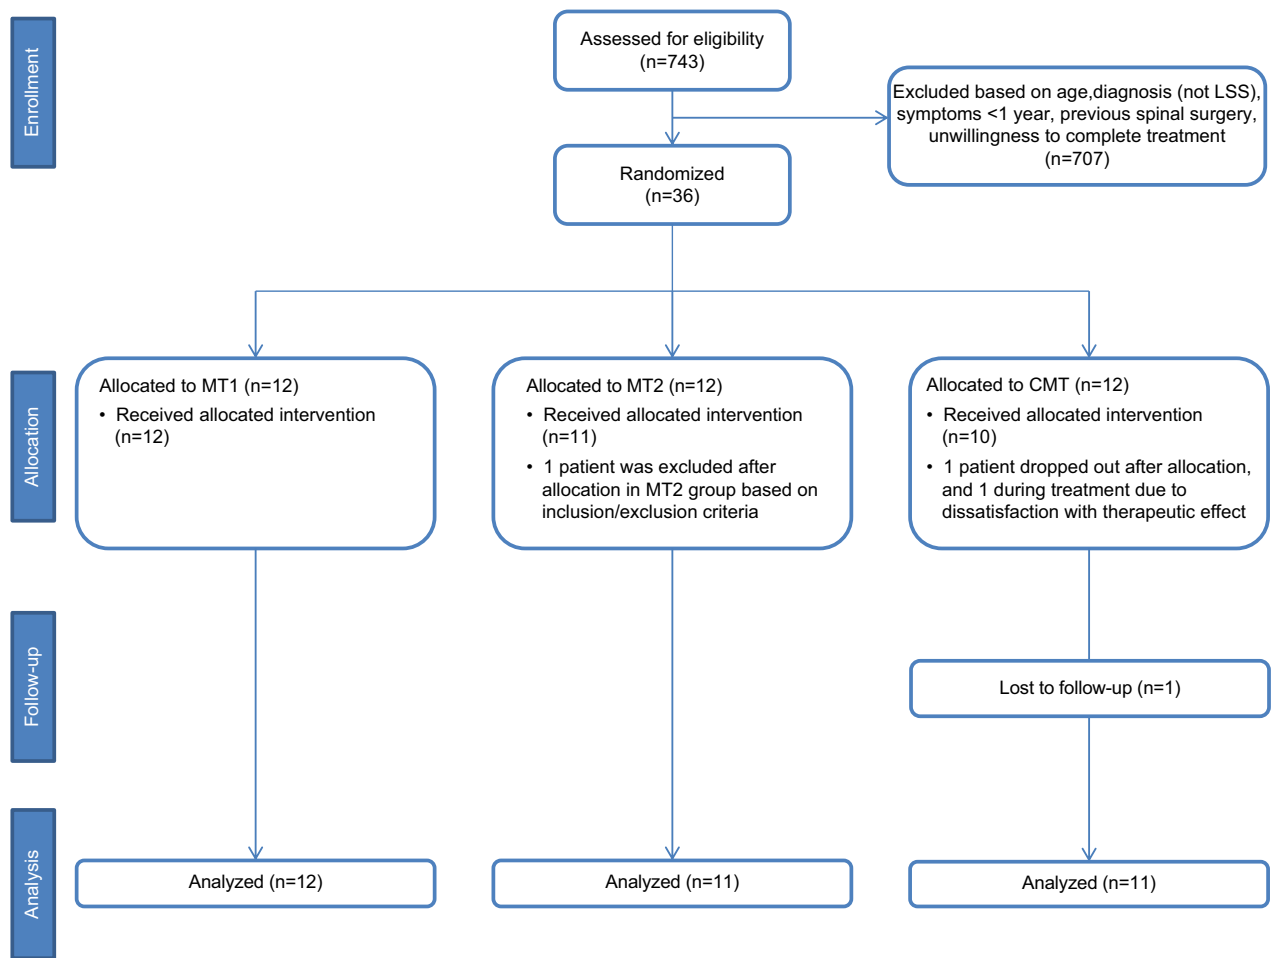 Enrollment
Assessed for eligibility
(n=743)
Excluded based on age,diagnosis (not LSS),
symptoms <1 year, previous spinal surgery,
unwillingness to complete treatment
(n=707)
Randomized
(n=36)
Allocation
Allocated to MT1 (n=12)
• Received allocated intervention
(n=12)
Allocated to MT2 (n=12)
• Received allocated intervention
(n=11)
• 1 patient was excluded after
allocation in MT2 group based on
inclusion/exclusion criteria
Allocated to CMT (n=12)
• Received allocated intervention
(n=10)
• 1 patient dropped out after allocation,
and 1 during treatment due to
dissatisfaction with therapeutic effect
Follow-up
Lost to follow-up (n=1)
Analysis
Analyzed (n=12)
Analyzed (n=11)
Analyzed (n=11)